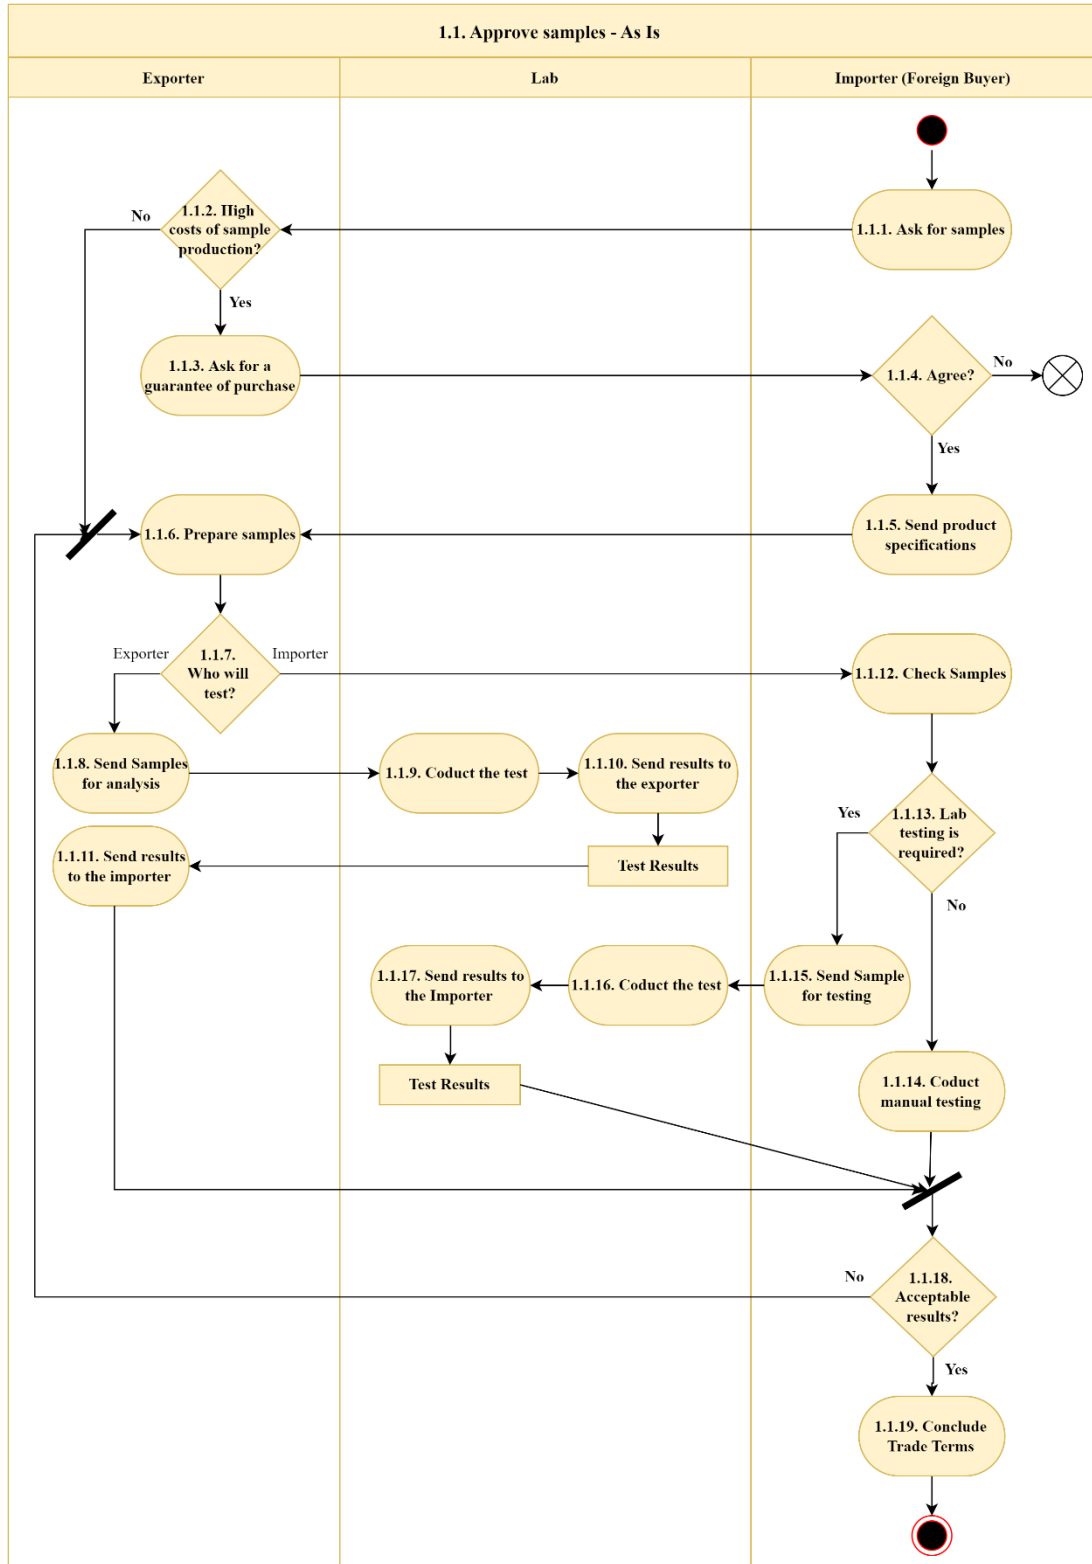 1.1. Approve samples - As Is
Exporter
Lab
Importer (Foreign Buyer)
1.1.1. Ask for samples
No
1.1.2. High
costs of sample
production?
Yes
1.1.3. Ask for a
guarantee of purchase
1.1.4. Agree?
No
Yes
1.1.5. Send product
specifications
1.1.6. Prepare samples
Exporter
1.1.7.
Who will
test?
Importer
1.1.12. Check Samples
1.1.8. Send Samples
for analysis
1.1.9. Coduct the test
1.1.10. Send results to
the exporter
Yes
1.1.13. Lab
testing is
required?
No
1.1.11. Send results
to the importer
Test Results
1.1.17. Send results to
the Importer
1.1.16. Coduct the test
1.1.15. Send Sample
for testing
Test Results
1.1.14. Coduct
manual testing
No
1.1.18.
Acceptable
results?
Yes
1.1.19. Conclude
Trade Terms